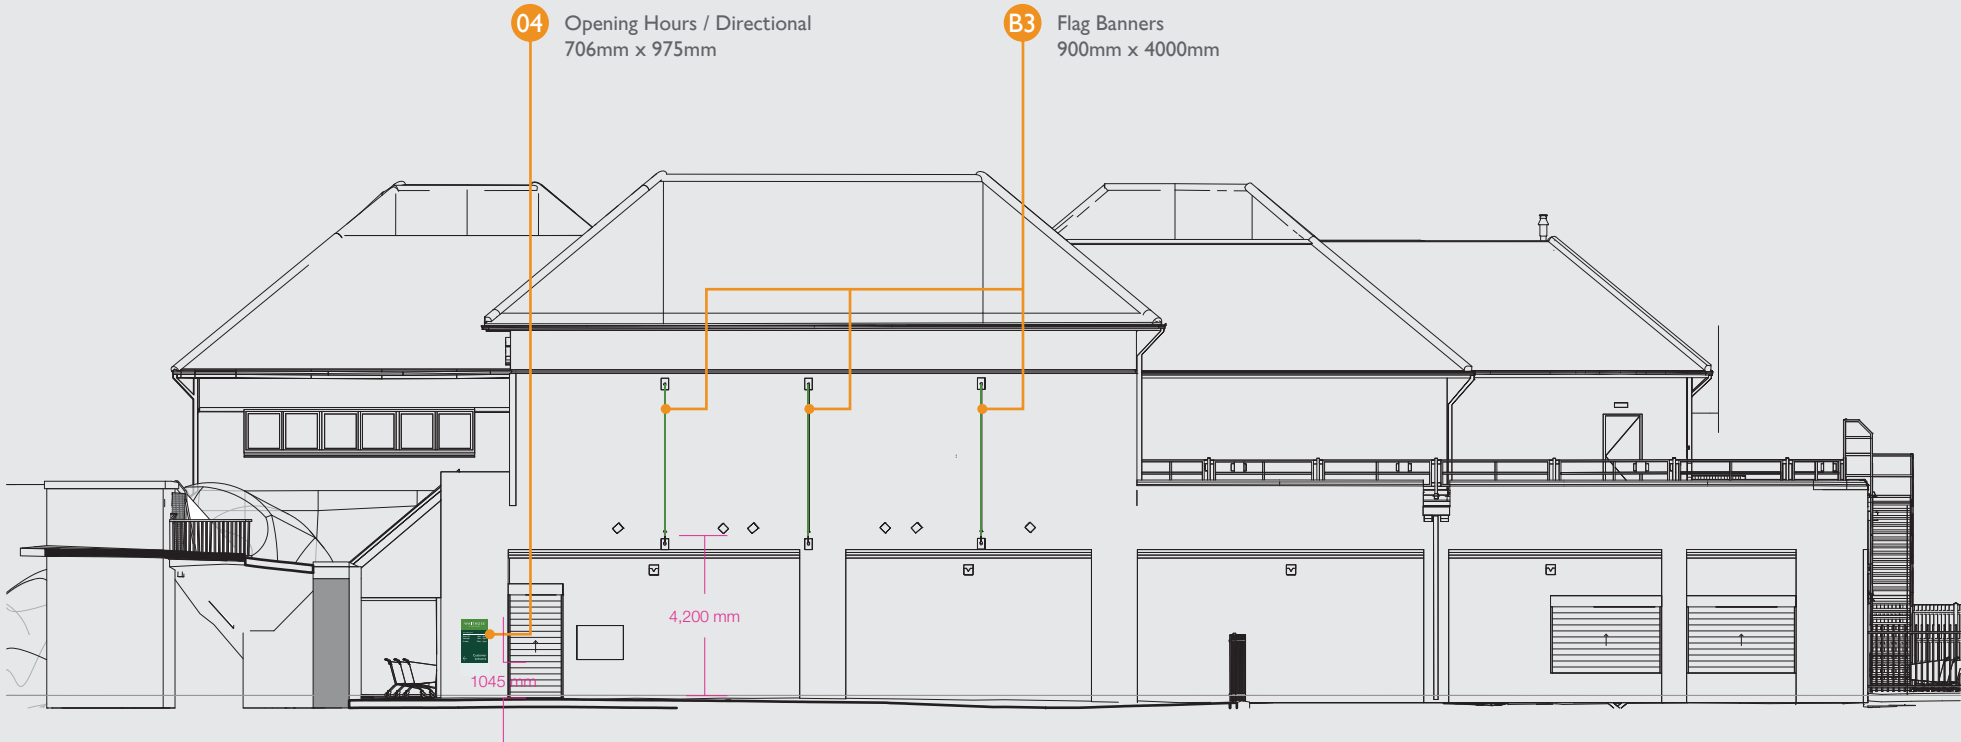 04
Opening Hours / Directional
706mm x 975mm
B3
Flag Banners
900mm x 4000mm
4,200 mm
1045 mm